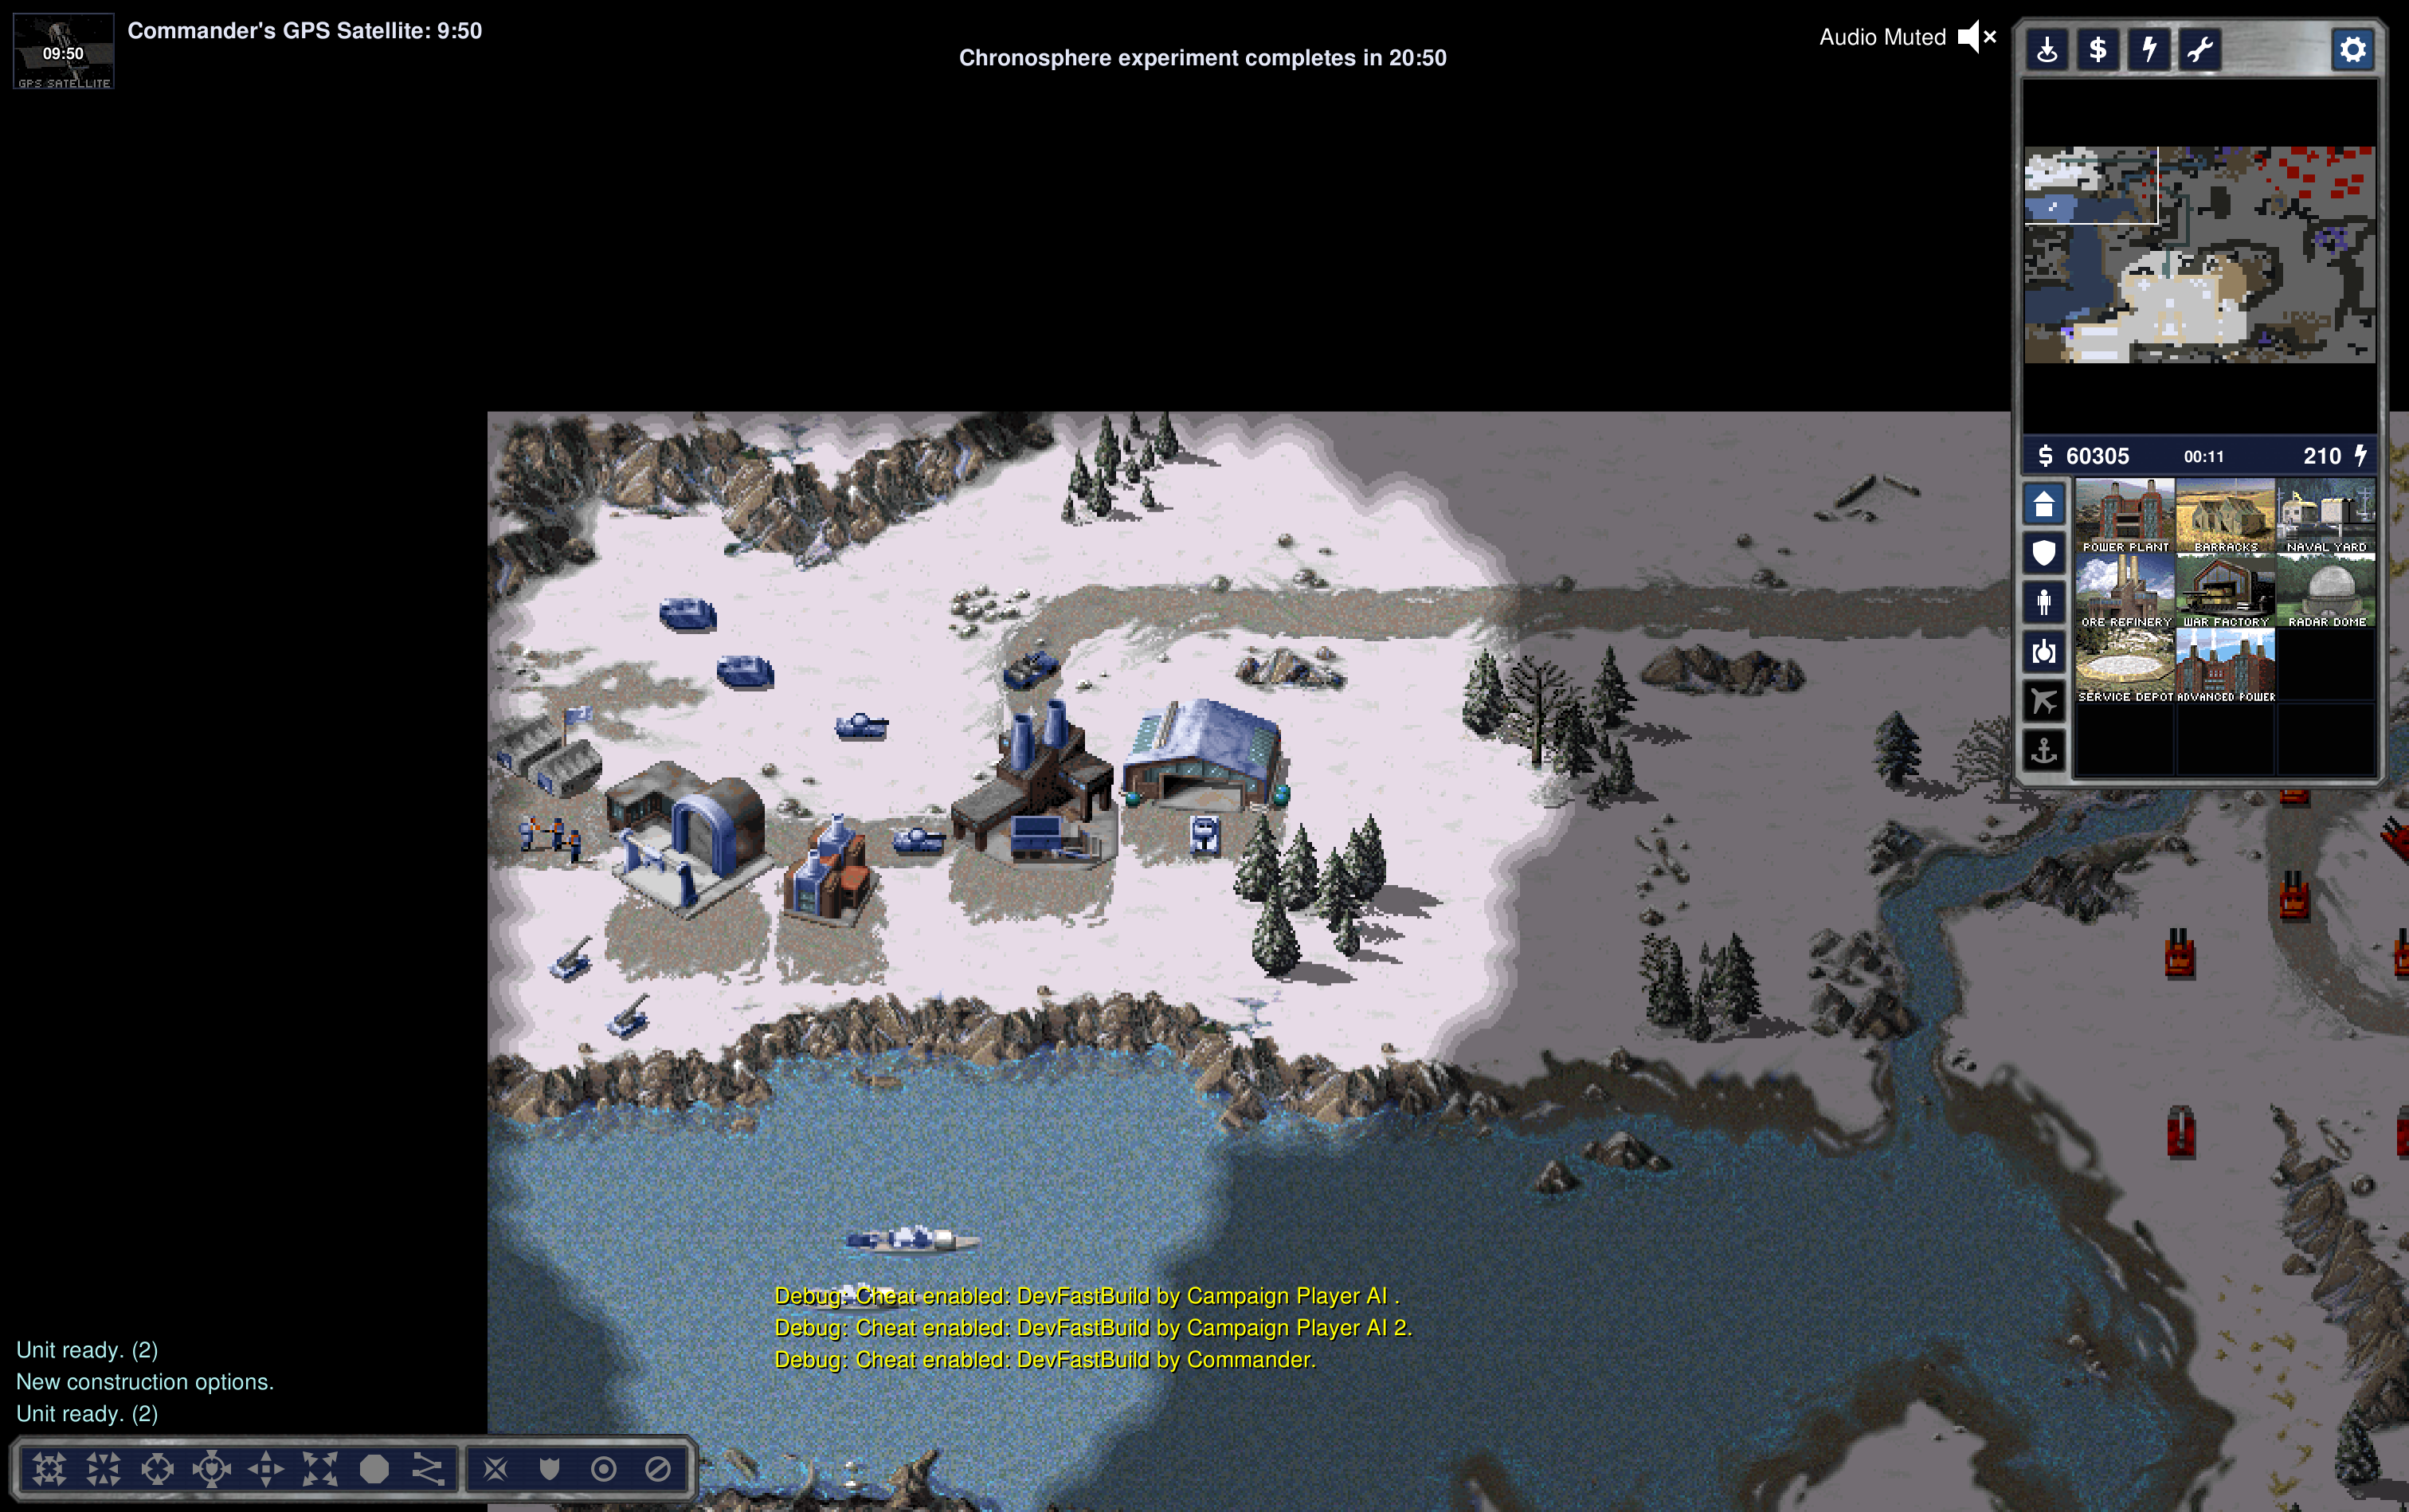 09:50
GPS SATELLITE
Commander's GPS Satellite: 9:50
Chronosphere experiment completes in 20:50
Audio Muted
$ 60305 00:11 210
POWER PLANT BARRACKS NAVAL YARD
ORE REFINERY WAR FACTORY RADAR DOME
SERVICE DEPOT ADVANCED POWER
Debug: Cheat enabled: DevFastBuild by Campaign Player AI .
Debug: Cheat enabled: DevFastBuild by Campaign Player AI 2.
Debug: Cheat enabled: DevFastBuild by Commander.
Unit ready. (2)
New construction options.
Unit ready. (2)